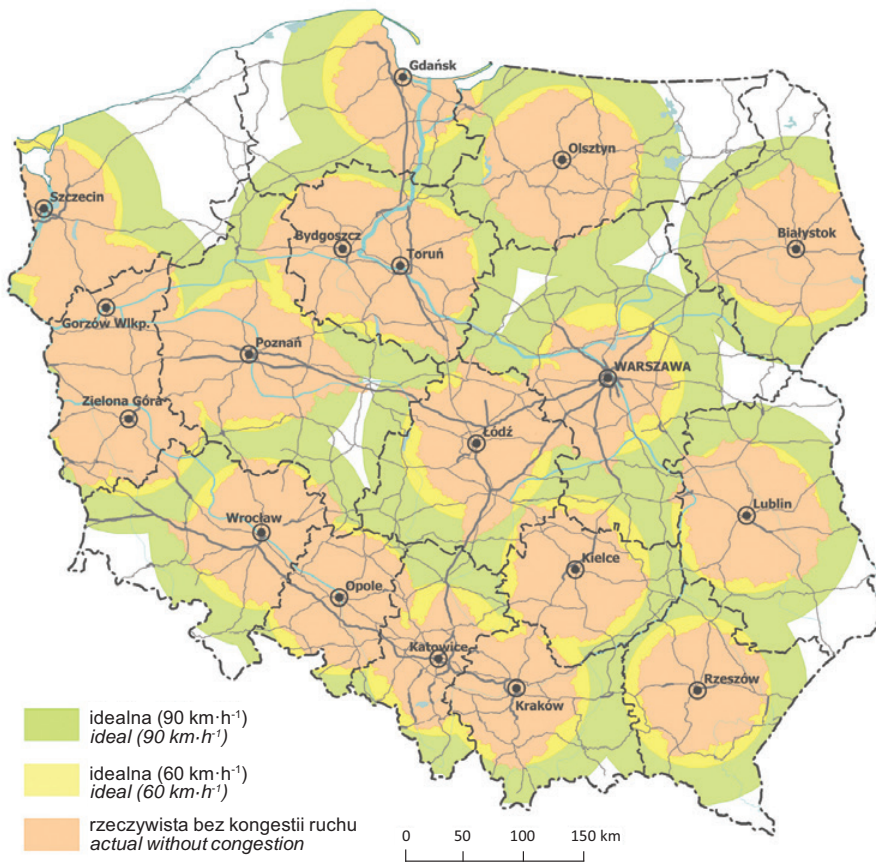 Gdańsk
Olsztyn
Szczecin
Białystok
Bydgoszcz
Toruń
Gorzów Wlkp.
Poznań
WARSZAWA
Zielona Góra
Łódź
Lublin
Wrocław
Kielce
Opole
Katowice
Rzeszów
Kraków
idealna (90 km·h⁻¹)
ideal (90 km·h⁻¹)
idealna (60 km·h⁻¹)
ideal (60 km·h⁻¹)
rzeczywista bez kongestii ruchu
actual without congestion
0 50 100 150 km